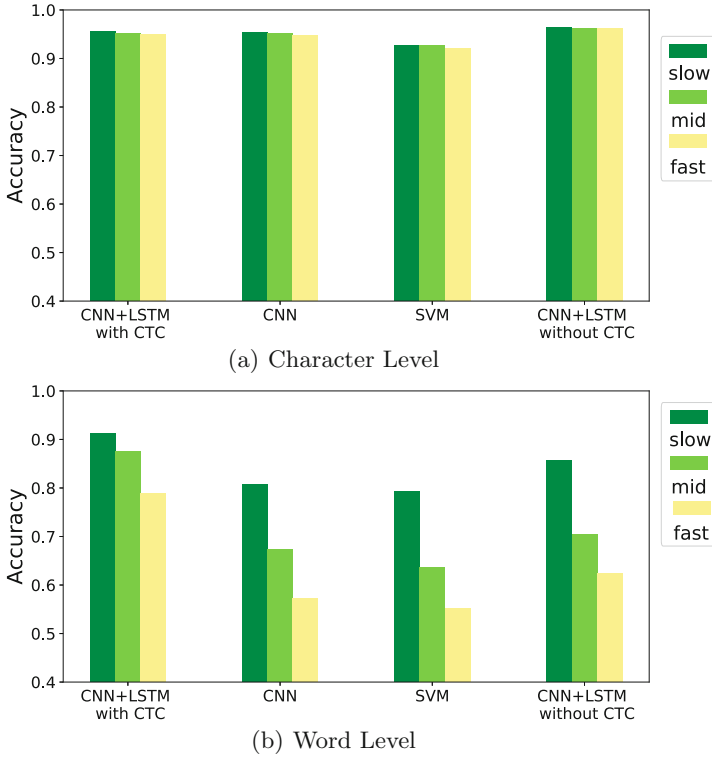 1.0
0.9
0.8
0.7
0.6
0.5
0.4
Accuracy
CNN+LSTM
with CTC
CNN
SVM
CNN+LSTM
without CTC
slow
mid
fast
(a) Character Level
1.0
0.9
0.8
0.7
0.6
0.5
0.4
Accuracy
CNN+LSTM
with CTC
CNN
SVM
CNN+LSTM
without CTC
slow
mid
fast
(b) Word Level